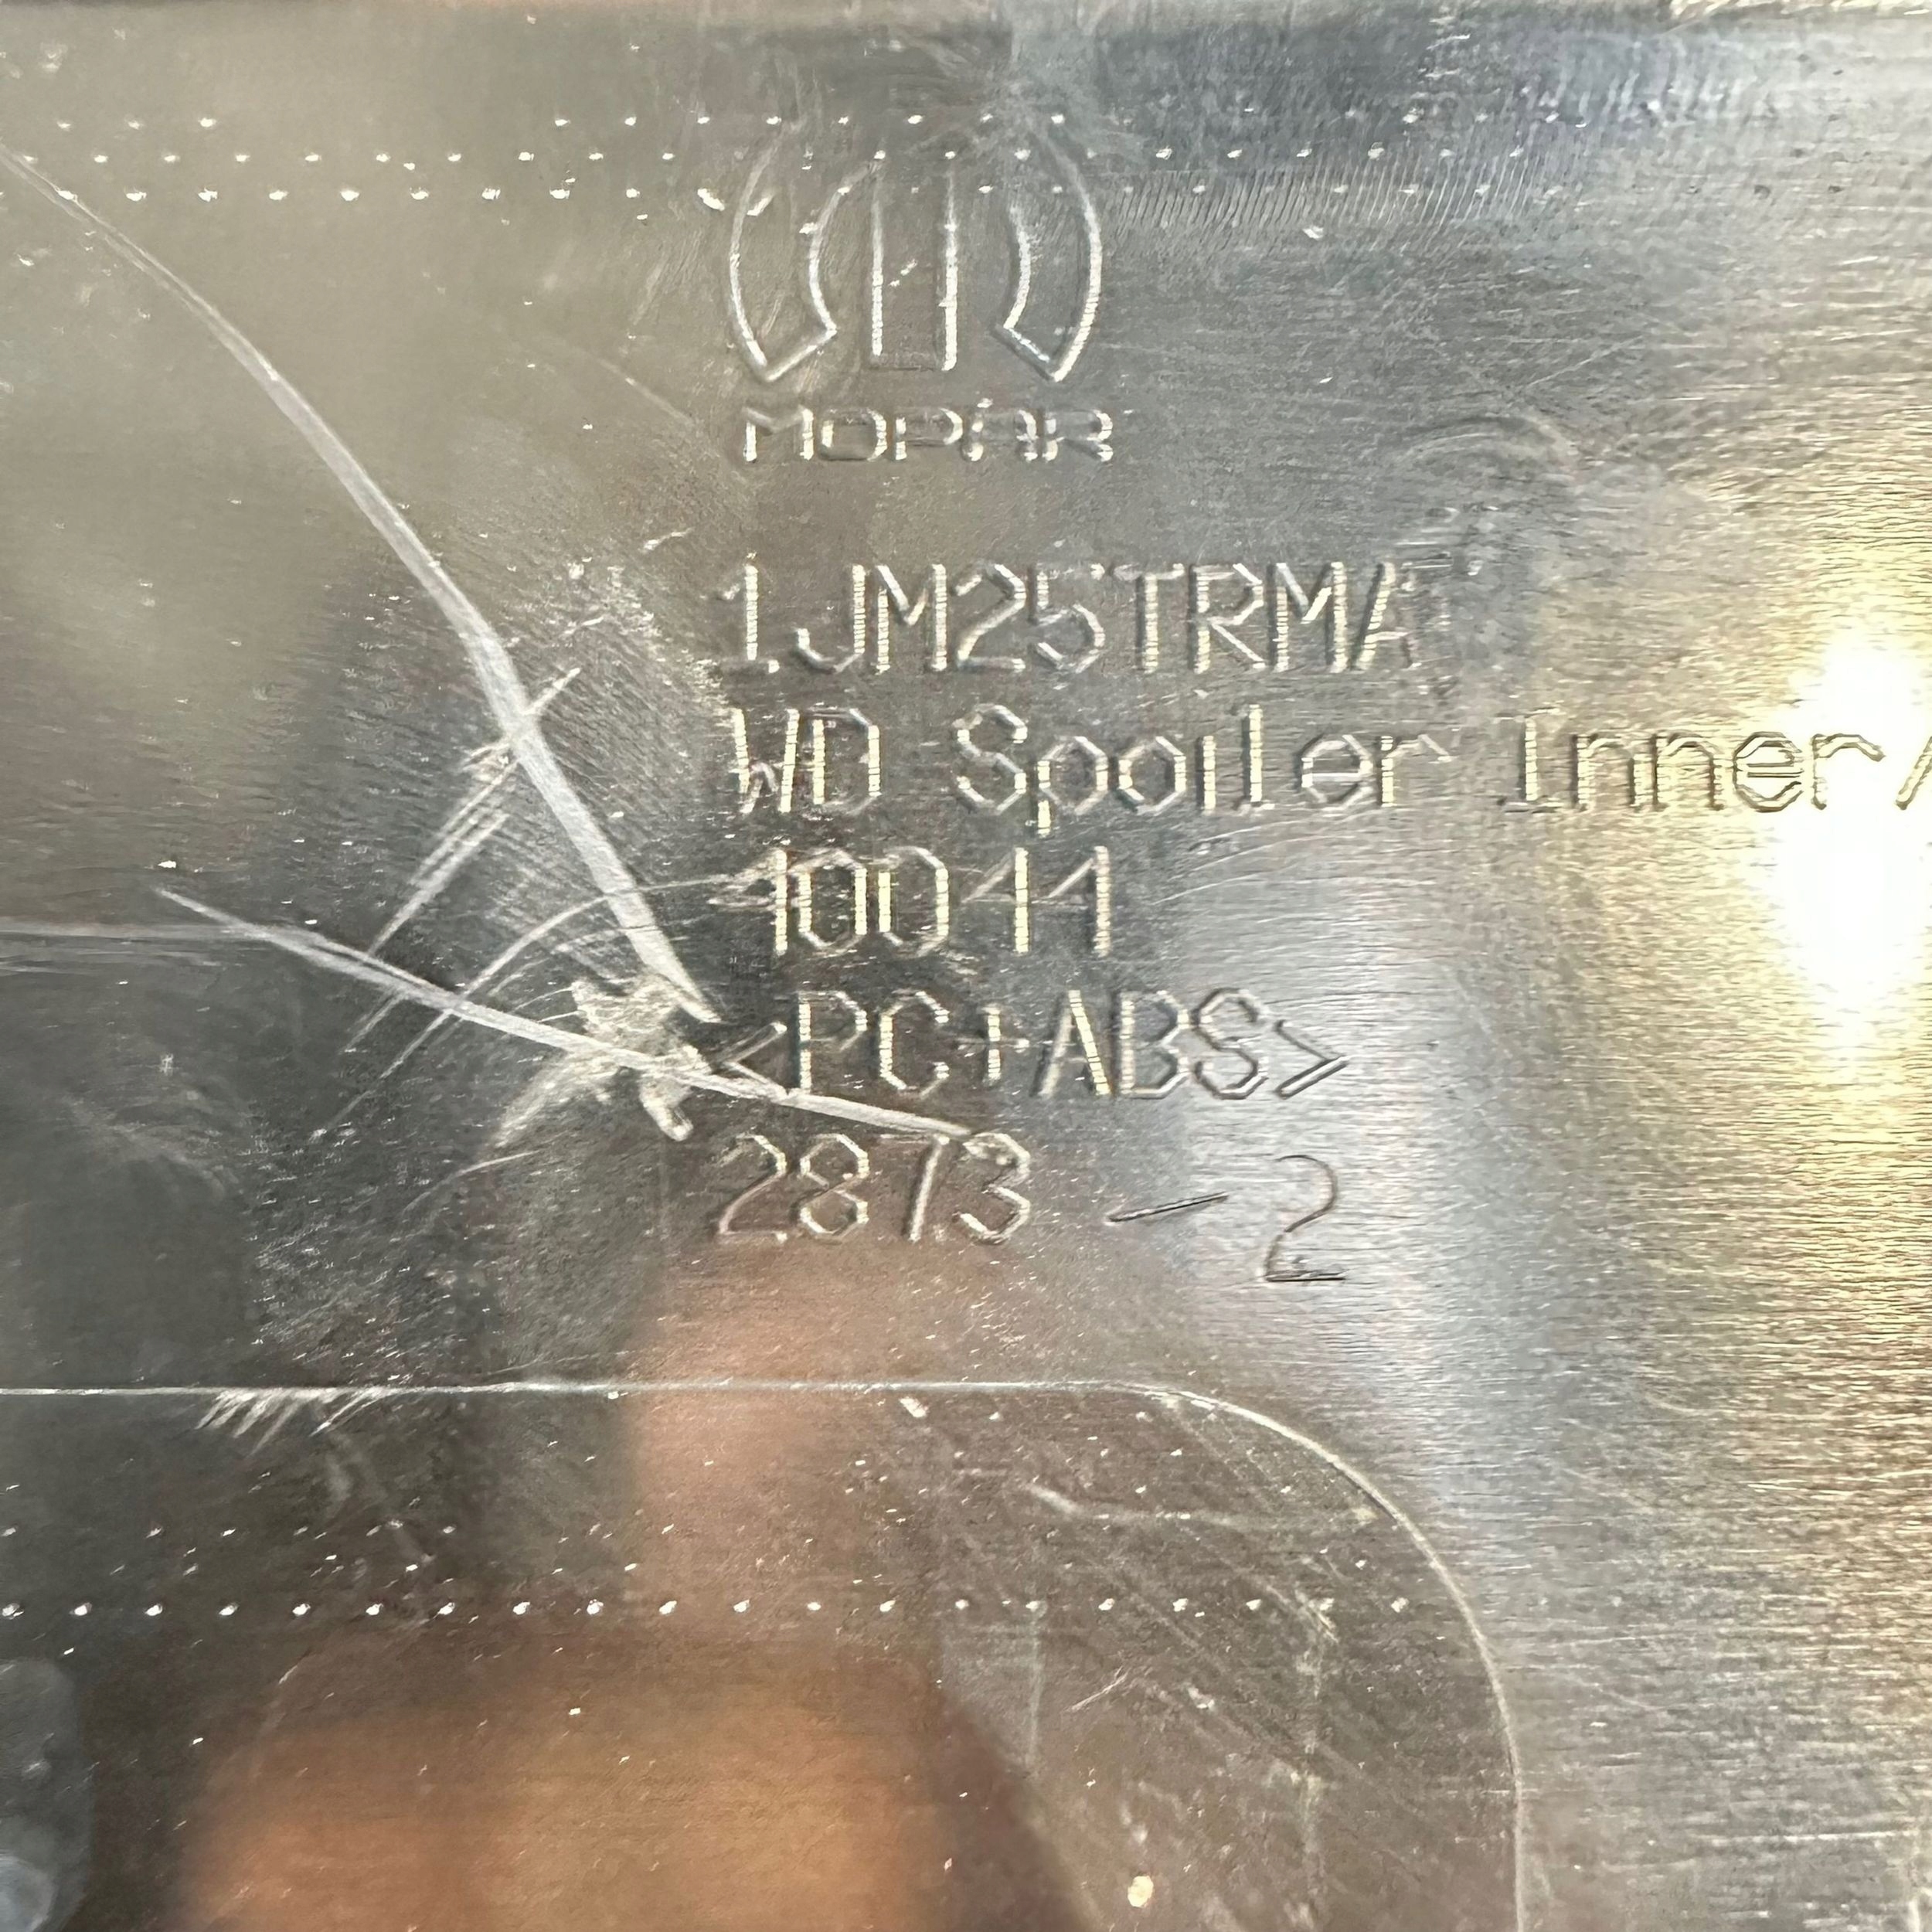 MOPAR
1JM25TRMA
WD Spoiler Inner/
10041
<PC+ABS>
2873 -2